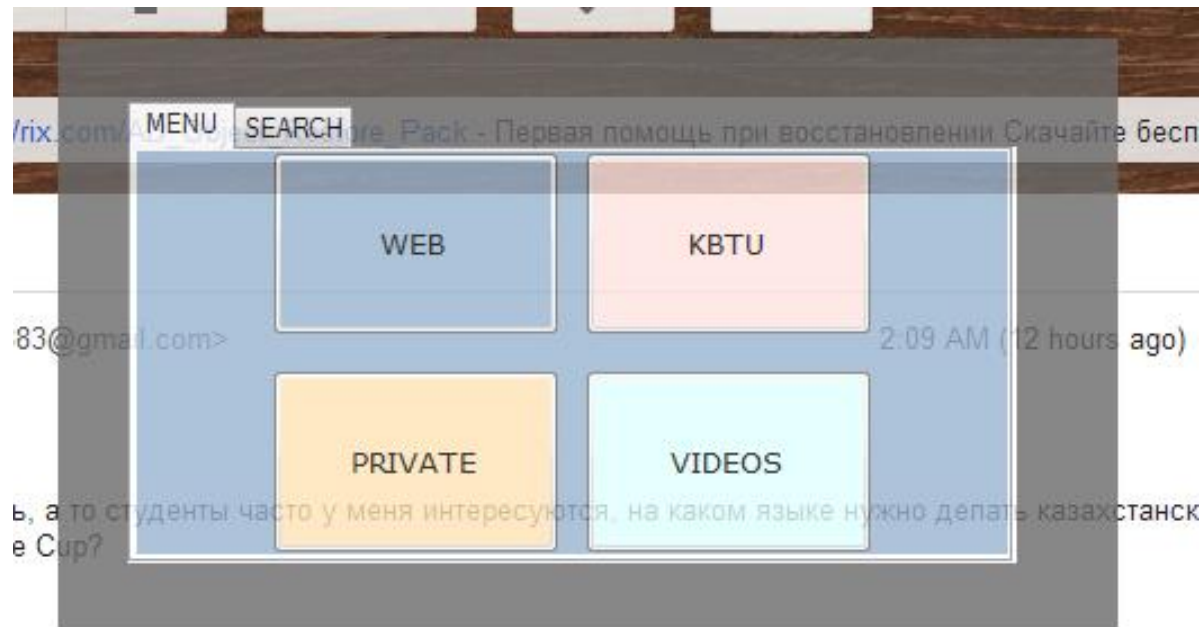 MENU SEARCH
/rix.com/AD_Object_Restore_Pack - Первая помощь при восстановлении Скачайте бесп
WEB KBTU
83@gmail.com> 2:09 AM (12 hours ago)
PRIVATE VIDEOS
ь, а то студенты часто у меня интересуются, на каком языке нужно делать казахстанск
e Cup?